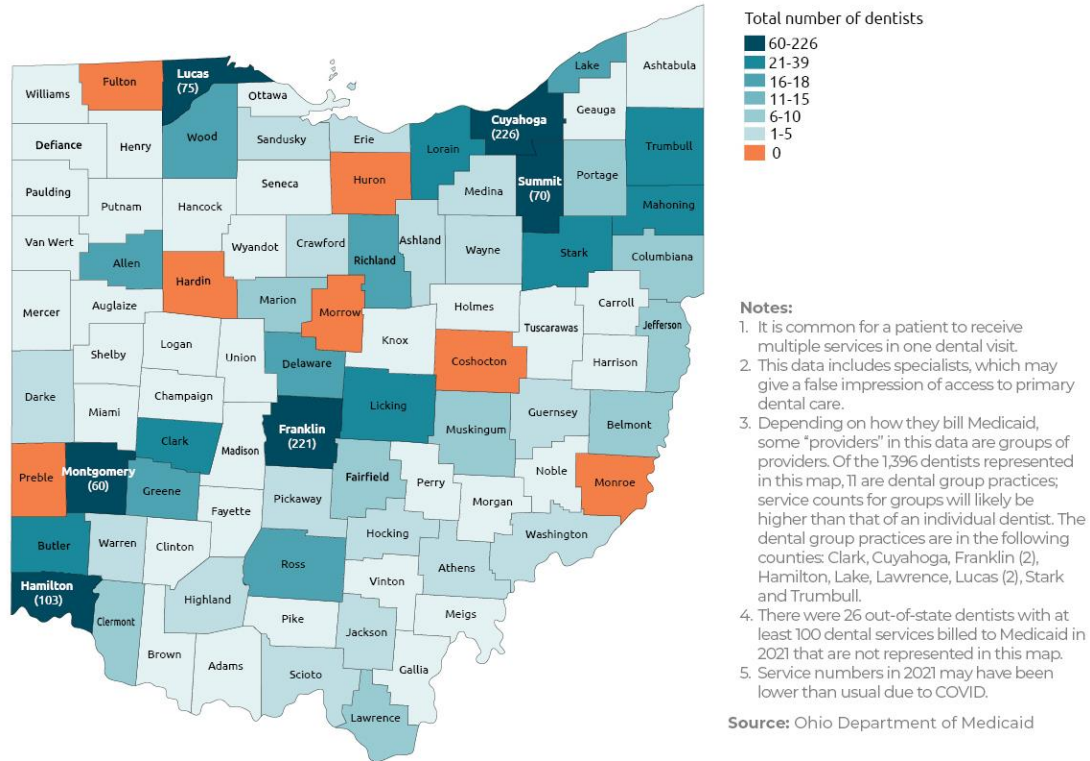 Total number of dentists
60-226
21-39
16-18
11-15
6-10
1-5
0
Williams
Fulton
Lucas
(75)
Ottawa
Lake
Ashtabula
Geauga
Cuyahoga
(226)
Defiance
Henry
Wood
Sandusky
Erie
Lorain
Trumbull
Paulding
Seneca
Huron
Medina
Summit
(70)
Portage
Mahoning
Putnam
Hancock
Van Wert
Allen
Wyandot
Crawford
Richland
Ashland
Wayne
Stark
Columbiana
Hardin
Mercer
Auglaize
Marion
Morrow
Holmes
Carroll
Tuscarawas
Jefferson
Logan
Union
Knox
Shelby
Coshocton
Harrison
Delaware
Darke
Champaign
Miami
Licking
Guernsey
Belmont
Franklin
(221)
Muskingum
Clark
Madison
Montgomery
(60)
Preble
Greene
Fairfield
Noble
Monroe
Perry
Pickaway
Morgan
Fayette
Butler
Warren
Clinton
Hocking
Washington
Ross
Athens
Hamilton
(103)
Vinton
Highland
Clermont
Pike
Meigs
Jackson
Brown
Adams
Scioto
Gallia
Lawrence
Notes:
1. It is common for a patient to receive
multiple services in one dental visit.
2. This data includes specialists, which may
give a false impression of access to primary
dental care.
3. Depending on how they bill Medicaid,
some "providers" in this data are groups of
providers. Of the 1,396 dentists represented
in this map, 11 are dental group practices;
service counts for groups will likely be
higher than that of an individual dentist. The
dental group practices are in the following
counties: Clark, Cuyahoga, Franklin (2),
Hamilton, Lake, Lawrence, Lucas (2), Stark
and Trumbull.
4. There were 26 out-of-state dentists with at
least 100 dental services billed to Medicaid in
2021 that are not represented in this map.
5. Service numbers in 2021 may have been
lower than usual due to COVID.
Source: Ohio Department of Medicaid